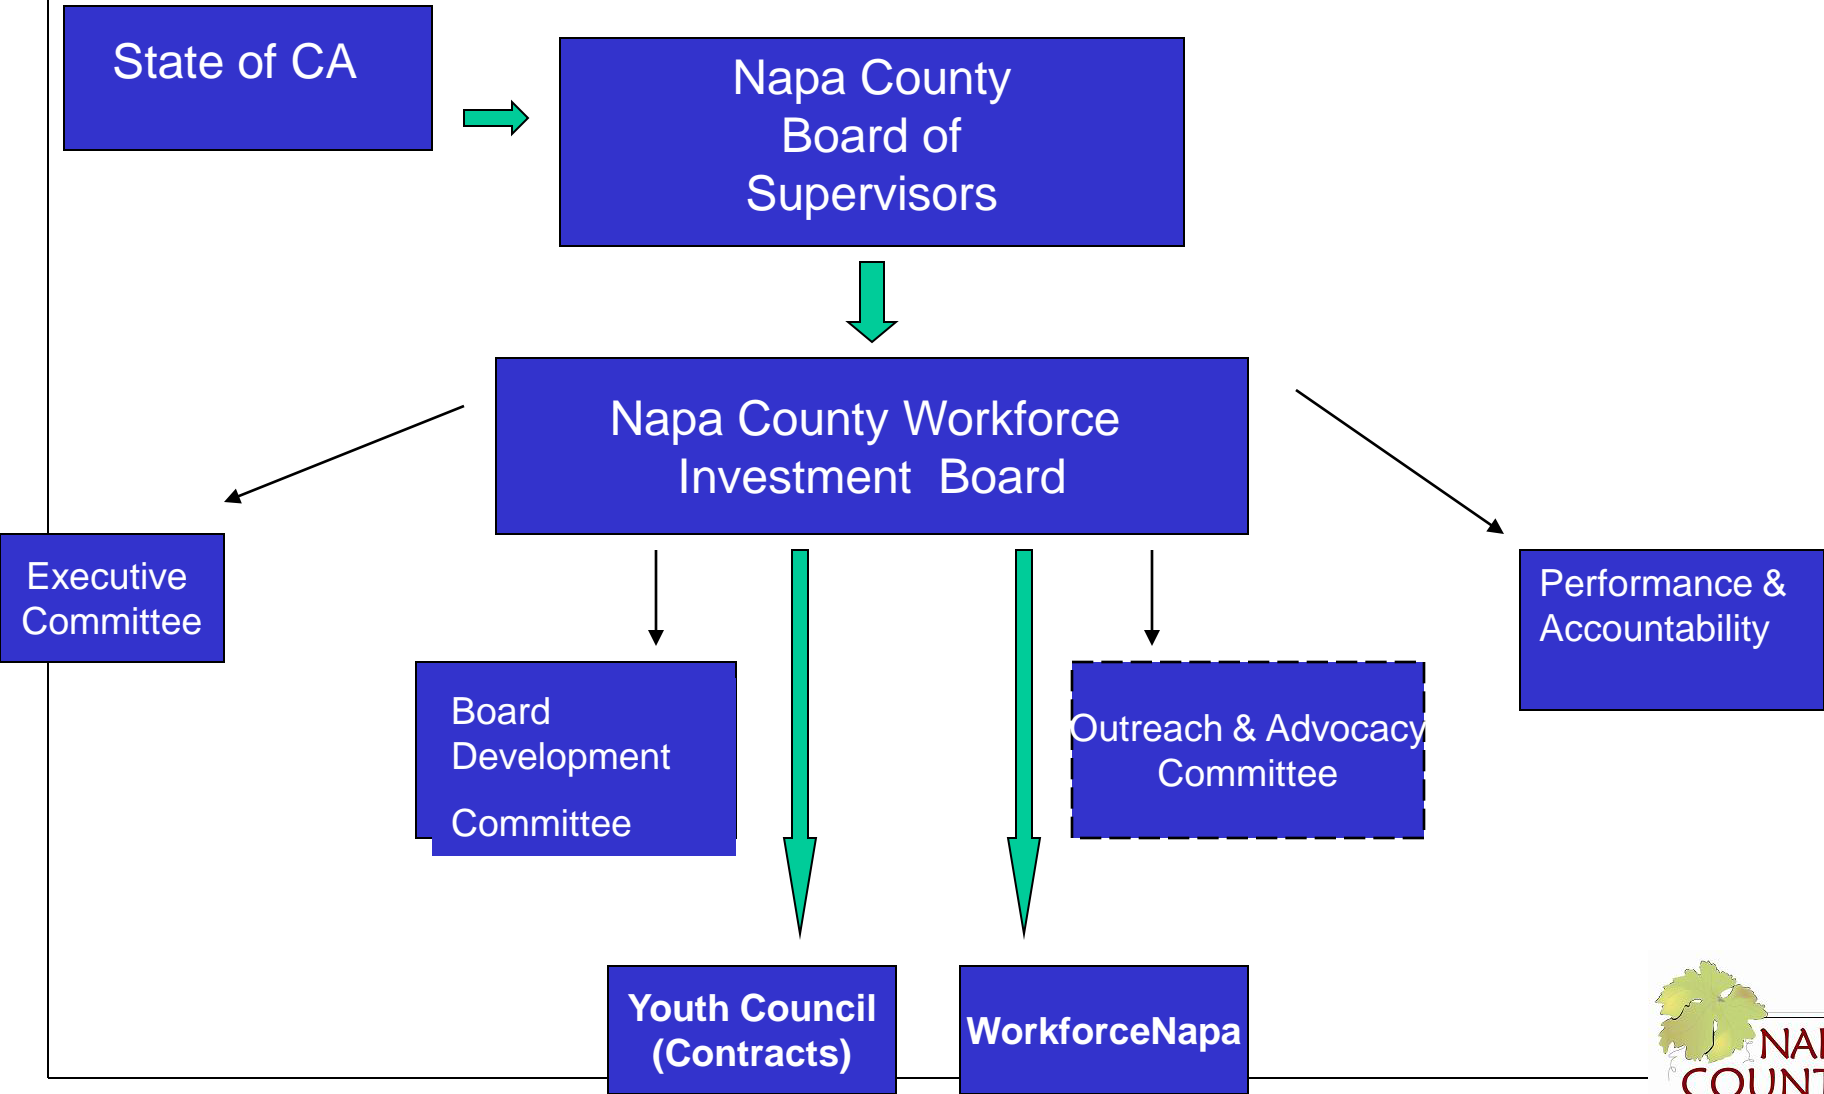 State of CA
Napa County
Board of
Supervisors
Napa County Workforce
Investment Board
Executive
Committee
Performance &
Accountability
Board
Development
Committee
Outreach & Advocacy
Committee
Youth Council
(Contracts)
WorkforceNapa
COUNT